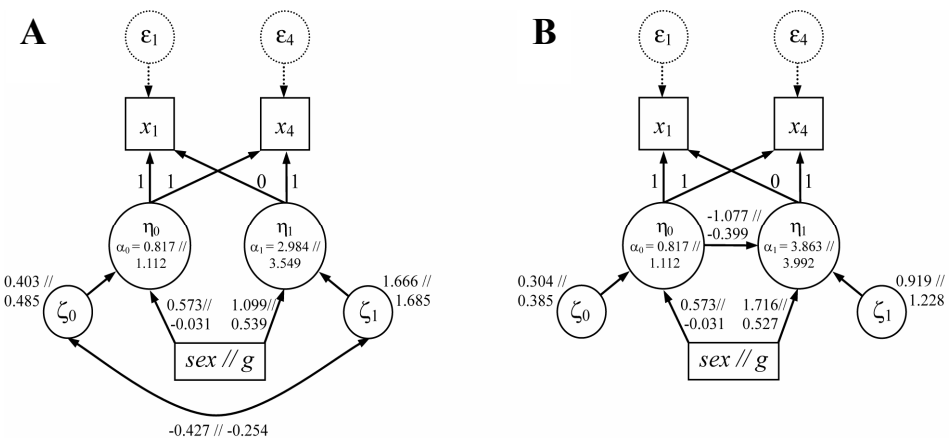 A
ε1
ε4
x1
x4
1
1
0
1
η0
α0 = 0.817 //
1.112
η1
α1 = 2.984 //
3.549
0.403 //
0.485
ζ0
0.573//
-0.031
1.099//
0.539
1.666 //
1.685
ζ1
sex // g
-0.427 // -0.254
B
ε1
ε4
x1
x4
1
1
0
1
η0
α0 = 0.817 //
1.112
-1.077 //
-0.399
η1
α1 = 3.863 //
3.992
0.304 //
0.385
ζ0
0.573//
-0.031
1.716//
0.527
0.919 //
1.228
ζ1
sex // g